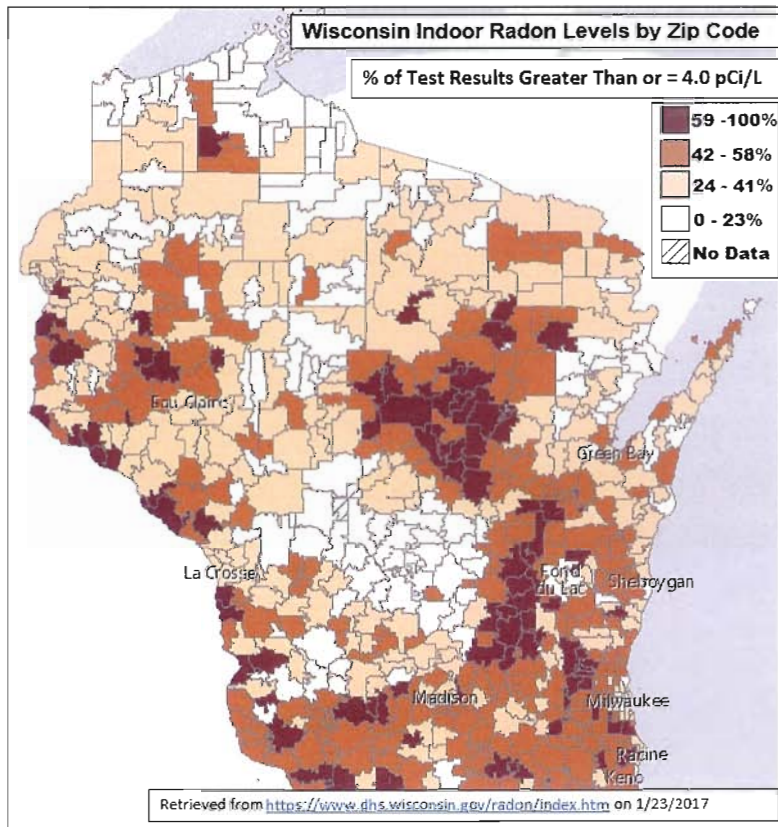 Wisconsin Indoor Radon Levels by Zip Code
% of Test Results Greater Than or = 4.0 pCi/L
59 -100%
42 - 58%
24 - 41%
0 - 23%
No Data
Eau Claire
Green Bay
La Crosse
Fond
du Lac
Sheboygan
Madison
Milwaukee
Racine
Keno
Retrieved from https://www.dhs.wisconsin.gov/radon/index.htm on 1/23/2017